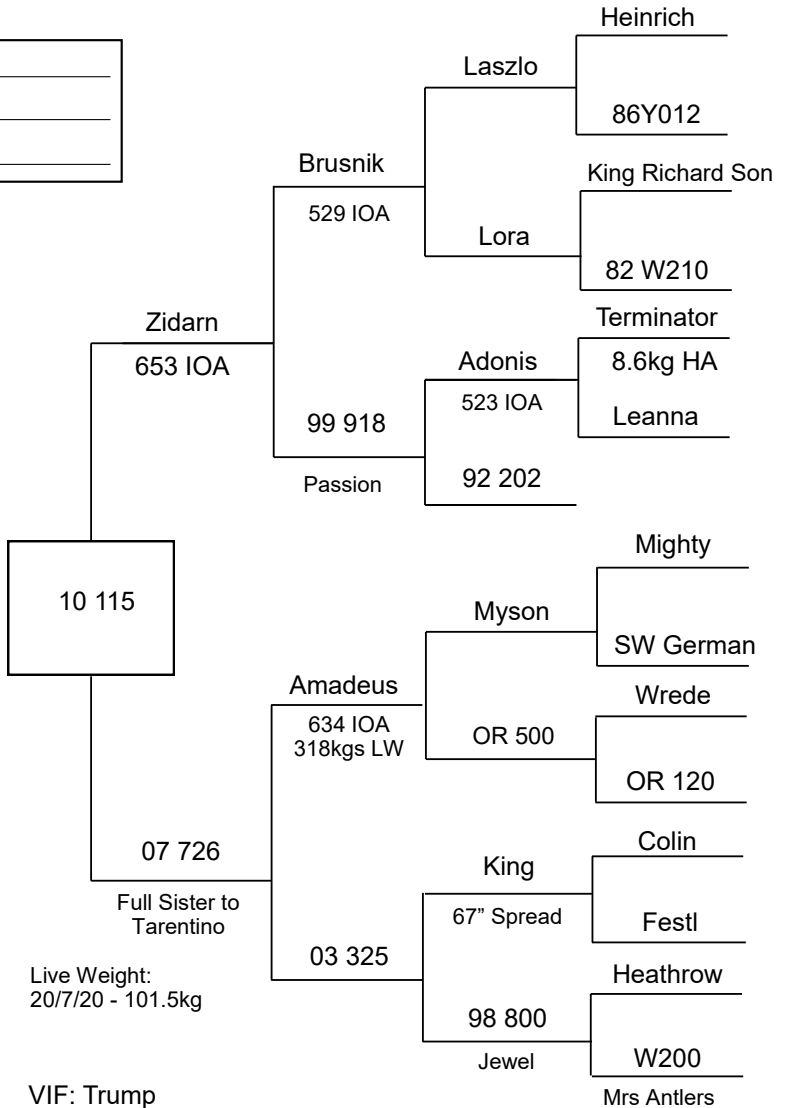 Heinrich
Laszlo
86Y012
Brusnik
529 IOA
King Richard Son
Lora
82 W210
Zidarn
653 IOA
Terminator
8.6kg HA
Adonis
523 IOA
Leanna
99 918
Passion
92 202
10 115
Mighty
Myson
SW German
Amadeus
634 IOA
318kgs LW
Wrede
OR 500
OR 120
07 726
Full Sister to
Tarentino
Colin
King
67” Spread
Festl
03 325
Heathrow
98 800
Jewel
W200
Mrs Antlers
Live Weight:
20/7/20 - 101.5kg
VIF: Trump